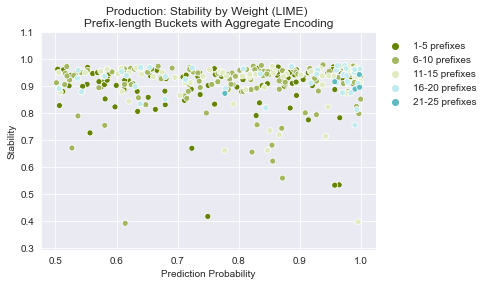 Production: Stability by Weight (LIME)
Prefix-length Buckets with Aggregate Encoding
1.1
1.0
0.9
0.8
0.7
0.6
0.5
0.4
0.3
Stability
0.5 0.6 0.7 0.8 0.9 1.0
Prediction Probability
1-5 prefixes
6-10 prefixes
11-15 prefixes
16-20 prefixes
21-25 prefixes